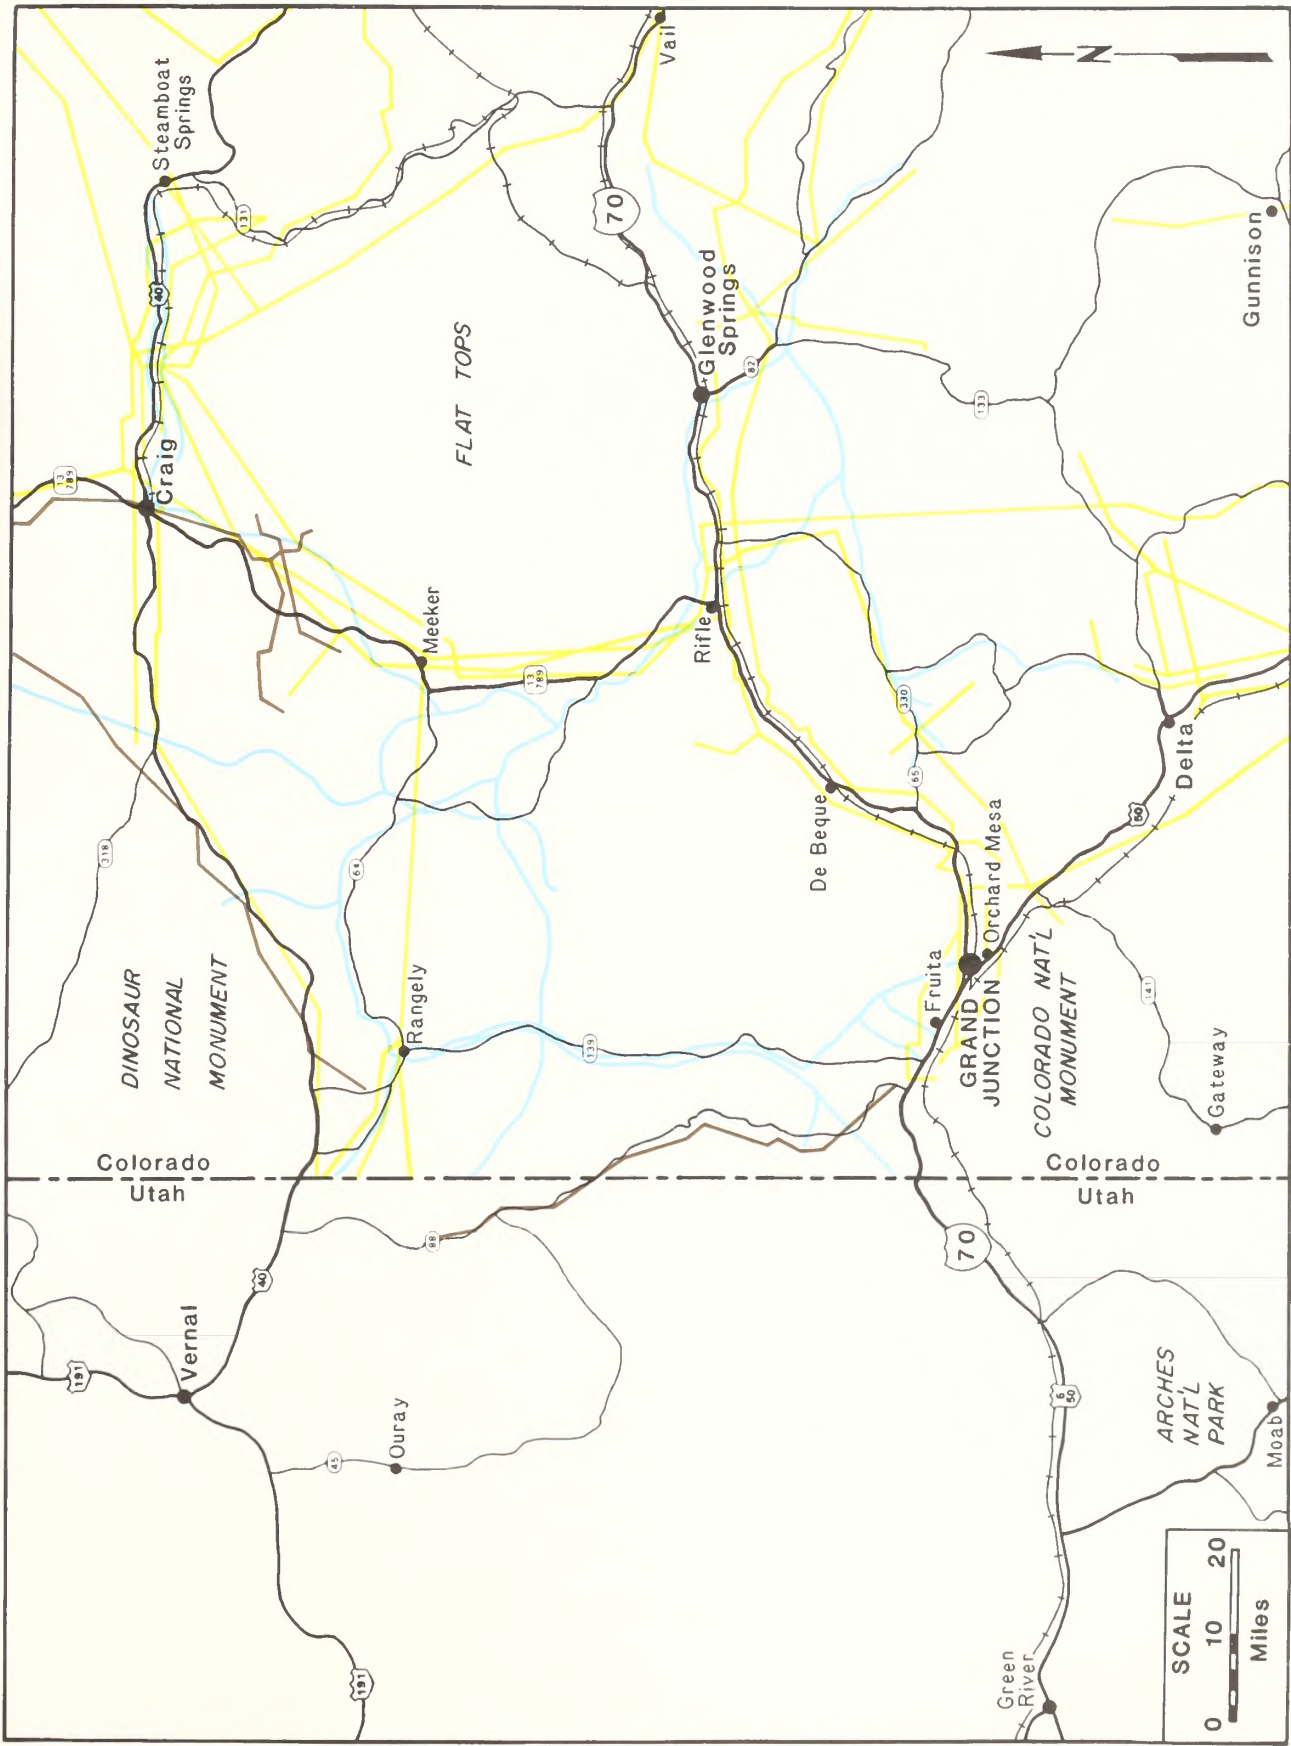 N
Vernal
191
191
40
45
Ouray
88
Green
River
6
50
70
ARCHES
NAT'L
PARK
Moab
SCALE
0 10 20
Miles
Utah
Colorado
Utah
Colorado
DINOSAUR
NATIONAL
MONUMENT
318
64
Rangely
139
Fruita
GRAND
JUNCTION
Orchard Mesa
COLORADO NAT'L
MONUMENT
141
Gateway
50
Delta
De Beque
65
330
Rifle
13
789
Meeker
13
789
Craig
40
Steamboat
Springs
131
FLAT TOPS
70
Glenwood
Springs
82
133
Vail
Gunnison